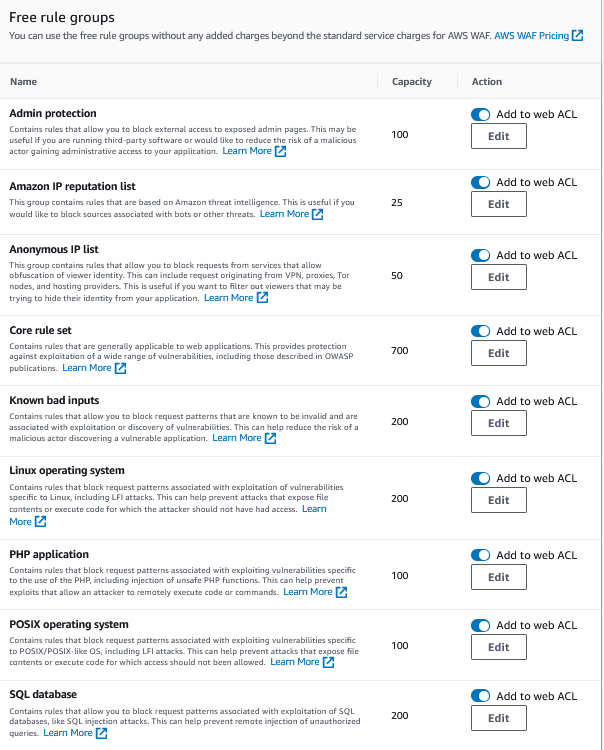 Free rule groups
You can use the free rule groups without any added charges beyond the standard service charges for AWS WAF. AWS WAF Pricing
Name Capacity Action
Admin protection
Contains rules that allow you to block external access to exposed admin pages. This may be
useful if you are running third-party software or would like to reduce the risk of a malicious
actor gaining administrative access to your application. Learn More
100
Add to web ACL
Edit
Amazon IP reputation list
This group contains rules that are based on Amazon threat intelligence. This is useful if you
would like to block sources associated with bots or other threats. Learn More
25
Add to web ACL
Edit
Anonymous IP list
This group contains rules that allow you to block requests from services that allow
obfuscation of viewer identity. This can include request originating from VPN, proxies, Tor
nodes, and hosting providers. This is useful if you want to filter out viewers that may be
trying to hide their identity from your application. Learn More
50
Add to web ACL
Edit
Core rule set
Contains rules that are generally applicable to web applications. This provides protection
against exploitation of a wide range of vulnerabilities, including those described in OWASP
publications. Learn More
700
Add to web ACL
Edit
Known bad inputs
Contains rules that allow you to block request patterns that are known to be invalid and are
associated with exploitation or discovery of vulnerabilities. This can help reduce the risk of a
malicious actor discovering a vulnerable application. Learn More
200
Add to web ACL
Edit
Linux operating system
Contains rules that block request patterns associated with exploitation of vulnerabilities
specific to Linux, including LFI attacks. This can help prevent attacks that expose file
contents or execute code for which the attacker should not have had access. Learn
More
200
Add to web ACL
Edit
PHP application
Contains rules that block request patterns associated with exploiting vulnerabilities specific
to the use of the PHP, including injection of unsafe PHP functions. This can help prevent
exploits that allow an attacker to remotely execute code or commands. Learn More
100
Add to web ACL
Edit
POSIX operating system
Contains rules that block request patterns associated with exploiting vulnerabilities specific
to POSIX/POSIX-like OS, including LFI attacks. This can help prevent attacks that expose file
contents or execute code for which access should not been allowed. Learn More
100
Add to web ACL
Edit
SQL database
Contains rules that allow you to block request patterns associated with exploitation of SQL
databases, like SQL injection attacks. This can help prevent remote injection of unauthorized
queries. Learn More
200
Add to web ACL
Edit